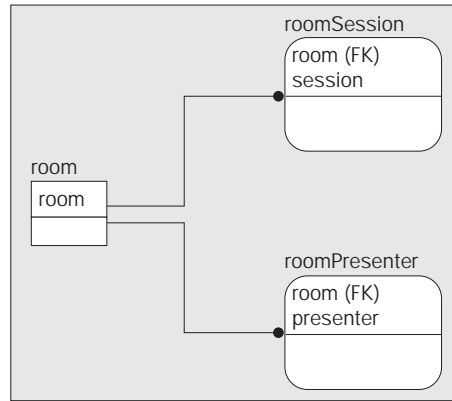 roomSession
room (FK)
session
room
room
roomPresenter
room (FK)
presenter